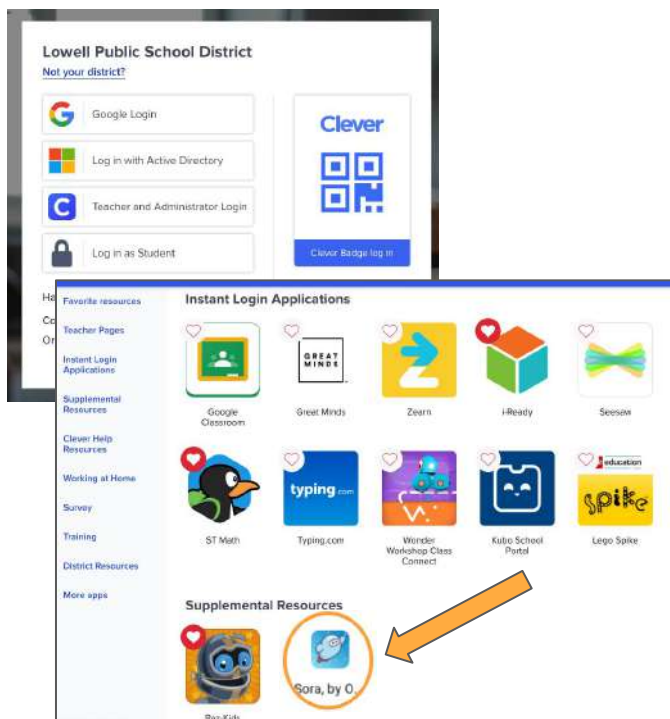 Lowell Public School District
Not your district?
Google Login
Log in with Active Directory
Teacher and Administrator Login
Log in as Student
Clever
Clever Badge log in
Ha
Co
Or
Favorite resources
Teacher Pages
Instant Login
Applications
Supplemental
Resources
Clever Help
Resources
Working at Home
Survey
Training
District Resources
More apps
Instant Login Applications
GREAT
MINDS
Google
Classroom
Great Minds
Zearn
i-Ready
Seesaw
typing.com
education
spike
ST Math
Typing.com
Wonder
Workshop Class
Connect
Kubo School
Portal
Lego Spike
Supplemental Resources
Sora, by O.
Raz-Kids